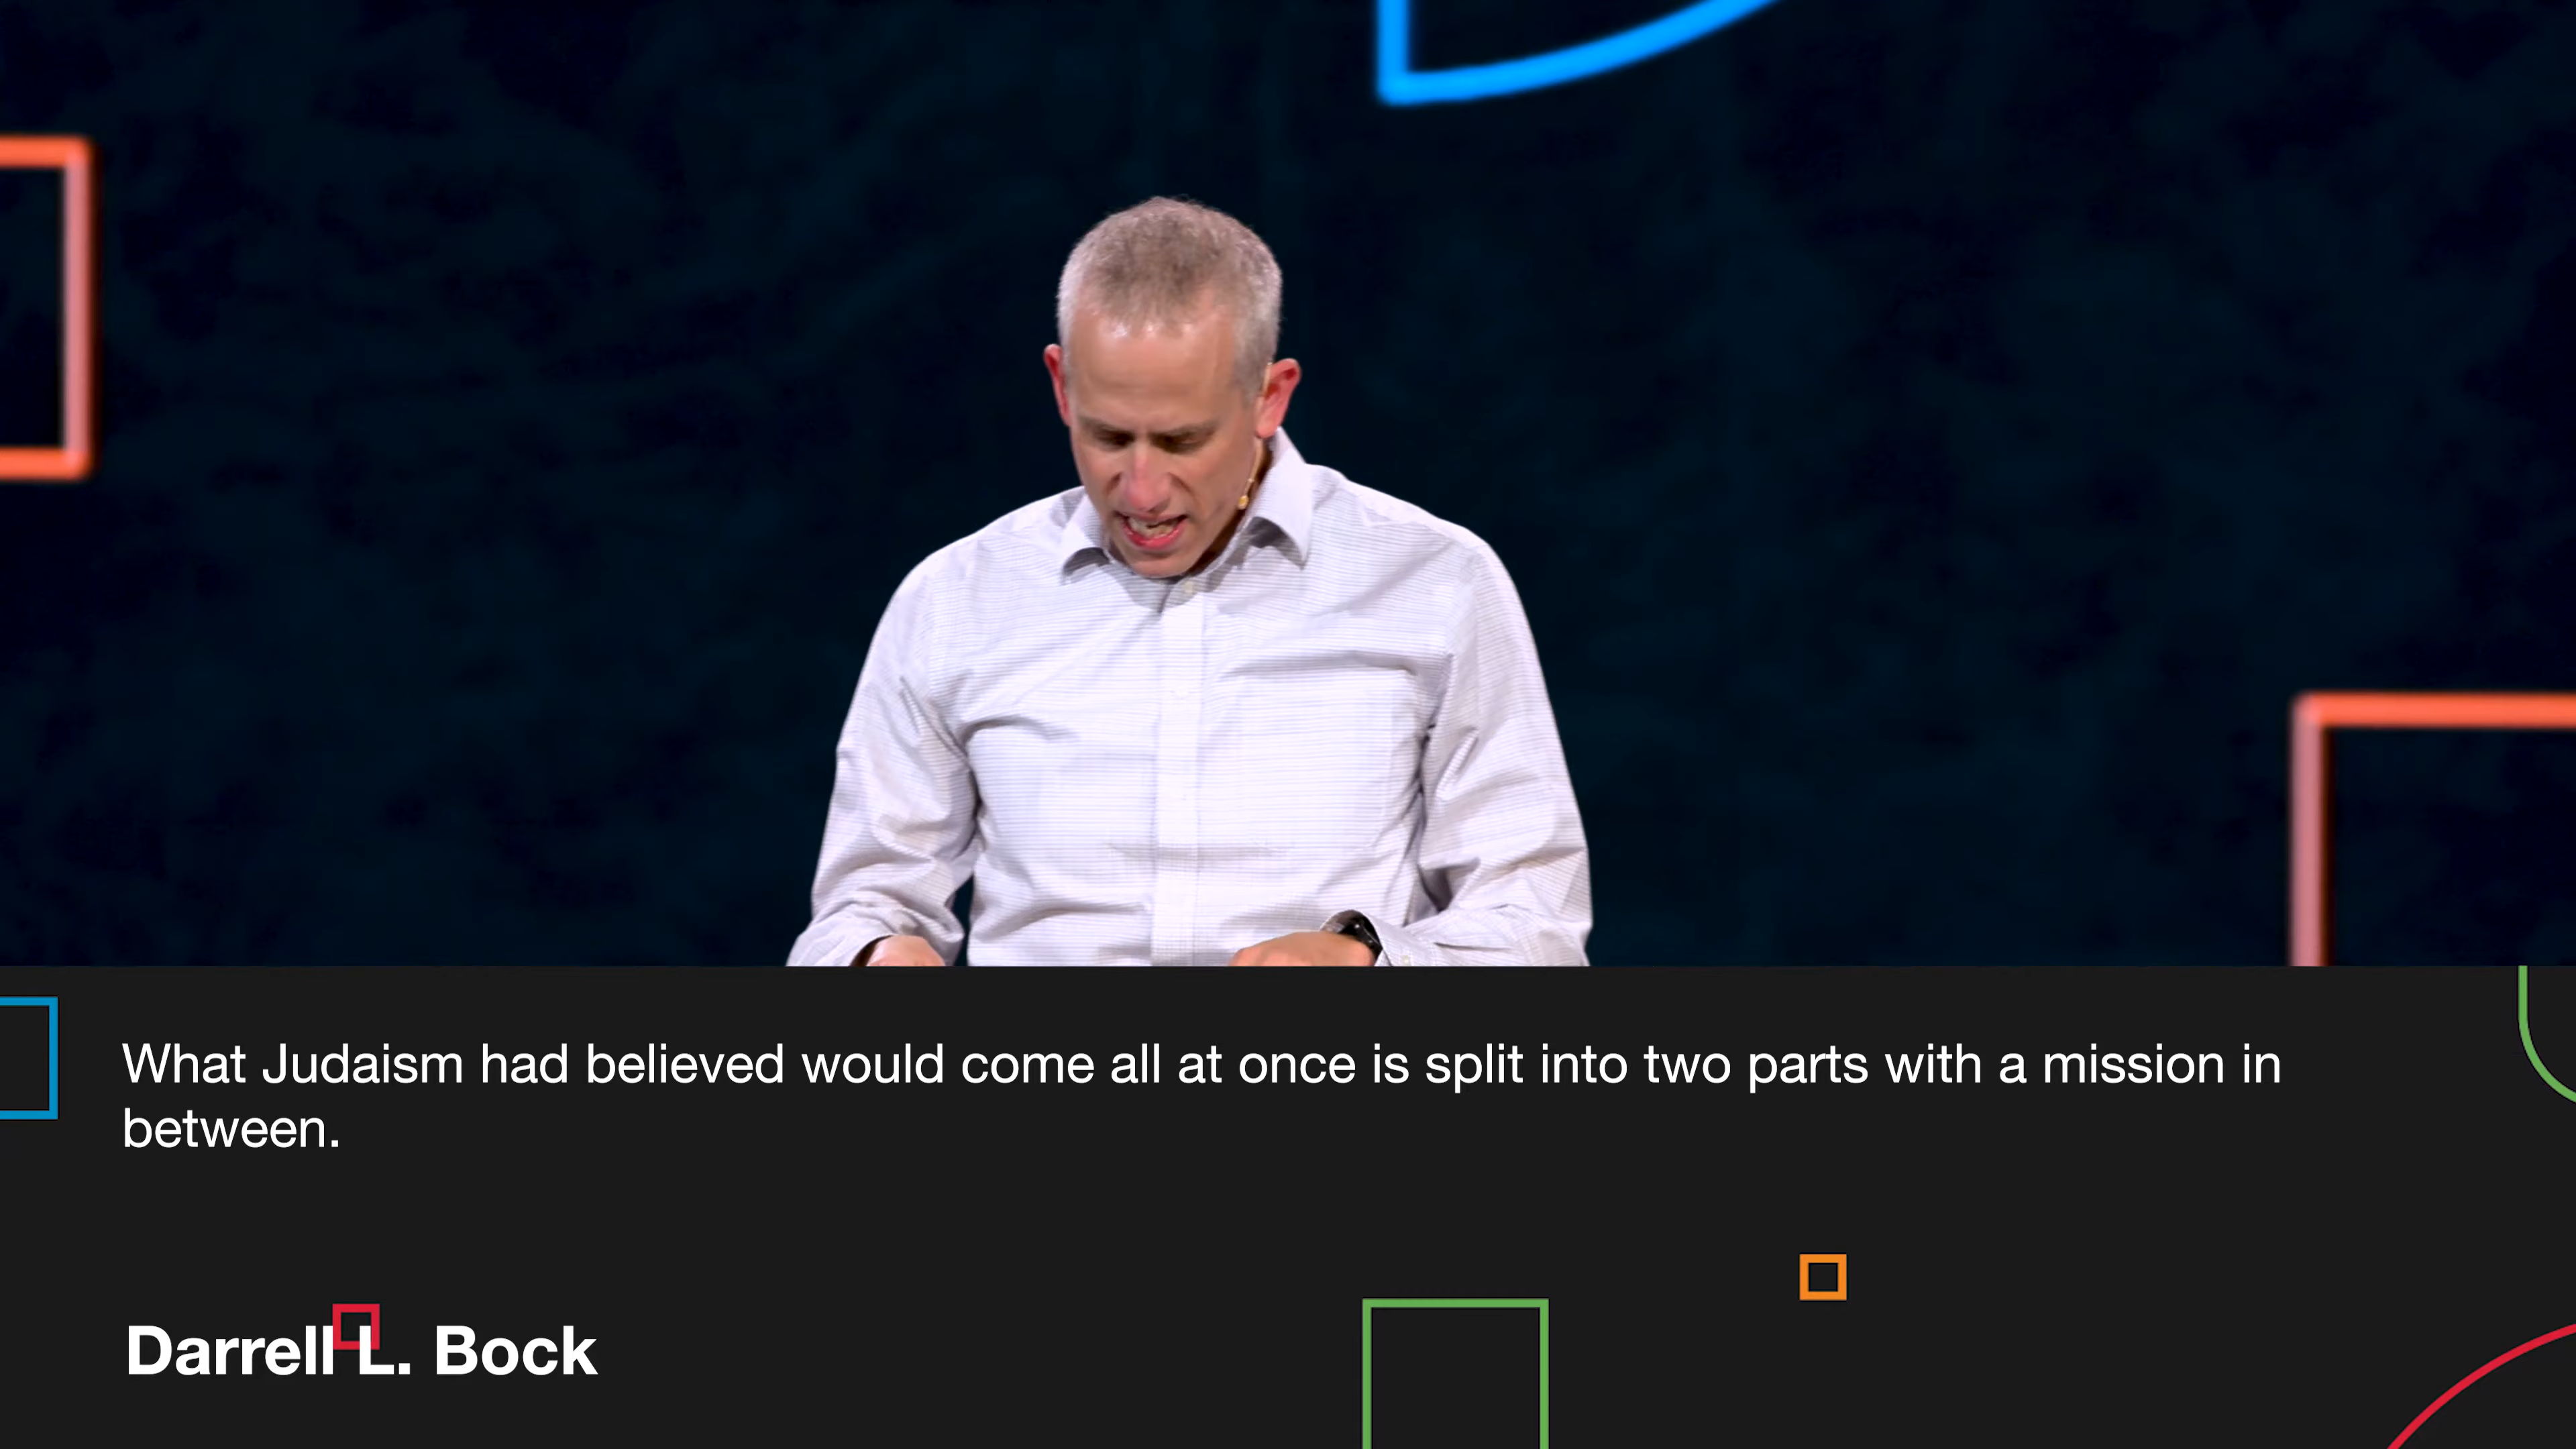 What Judaism had believed would come all at once is split into two parts with a mission in
between.
Darrell L. Bock